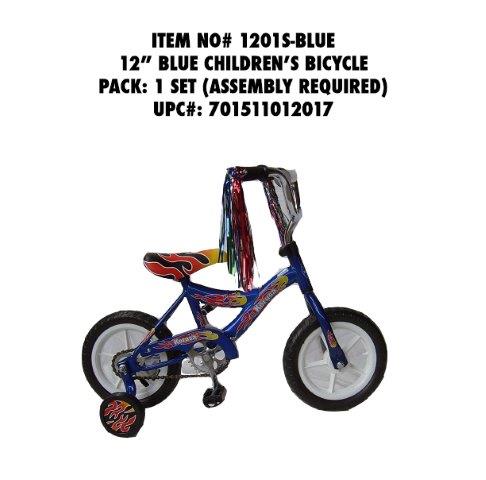 ITEM NO# 1201S-BLUE
12" BLUE CHILDREN'S BICYCLE
PACK: 1 SET (ASSEMBLY REQUIRED)
UPC#: 701511012017